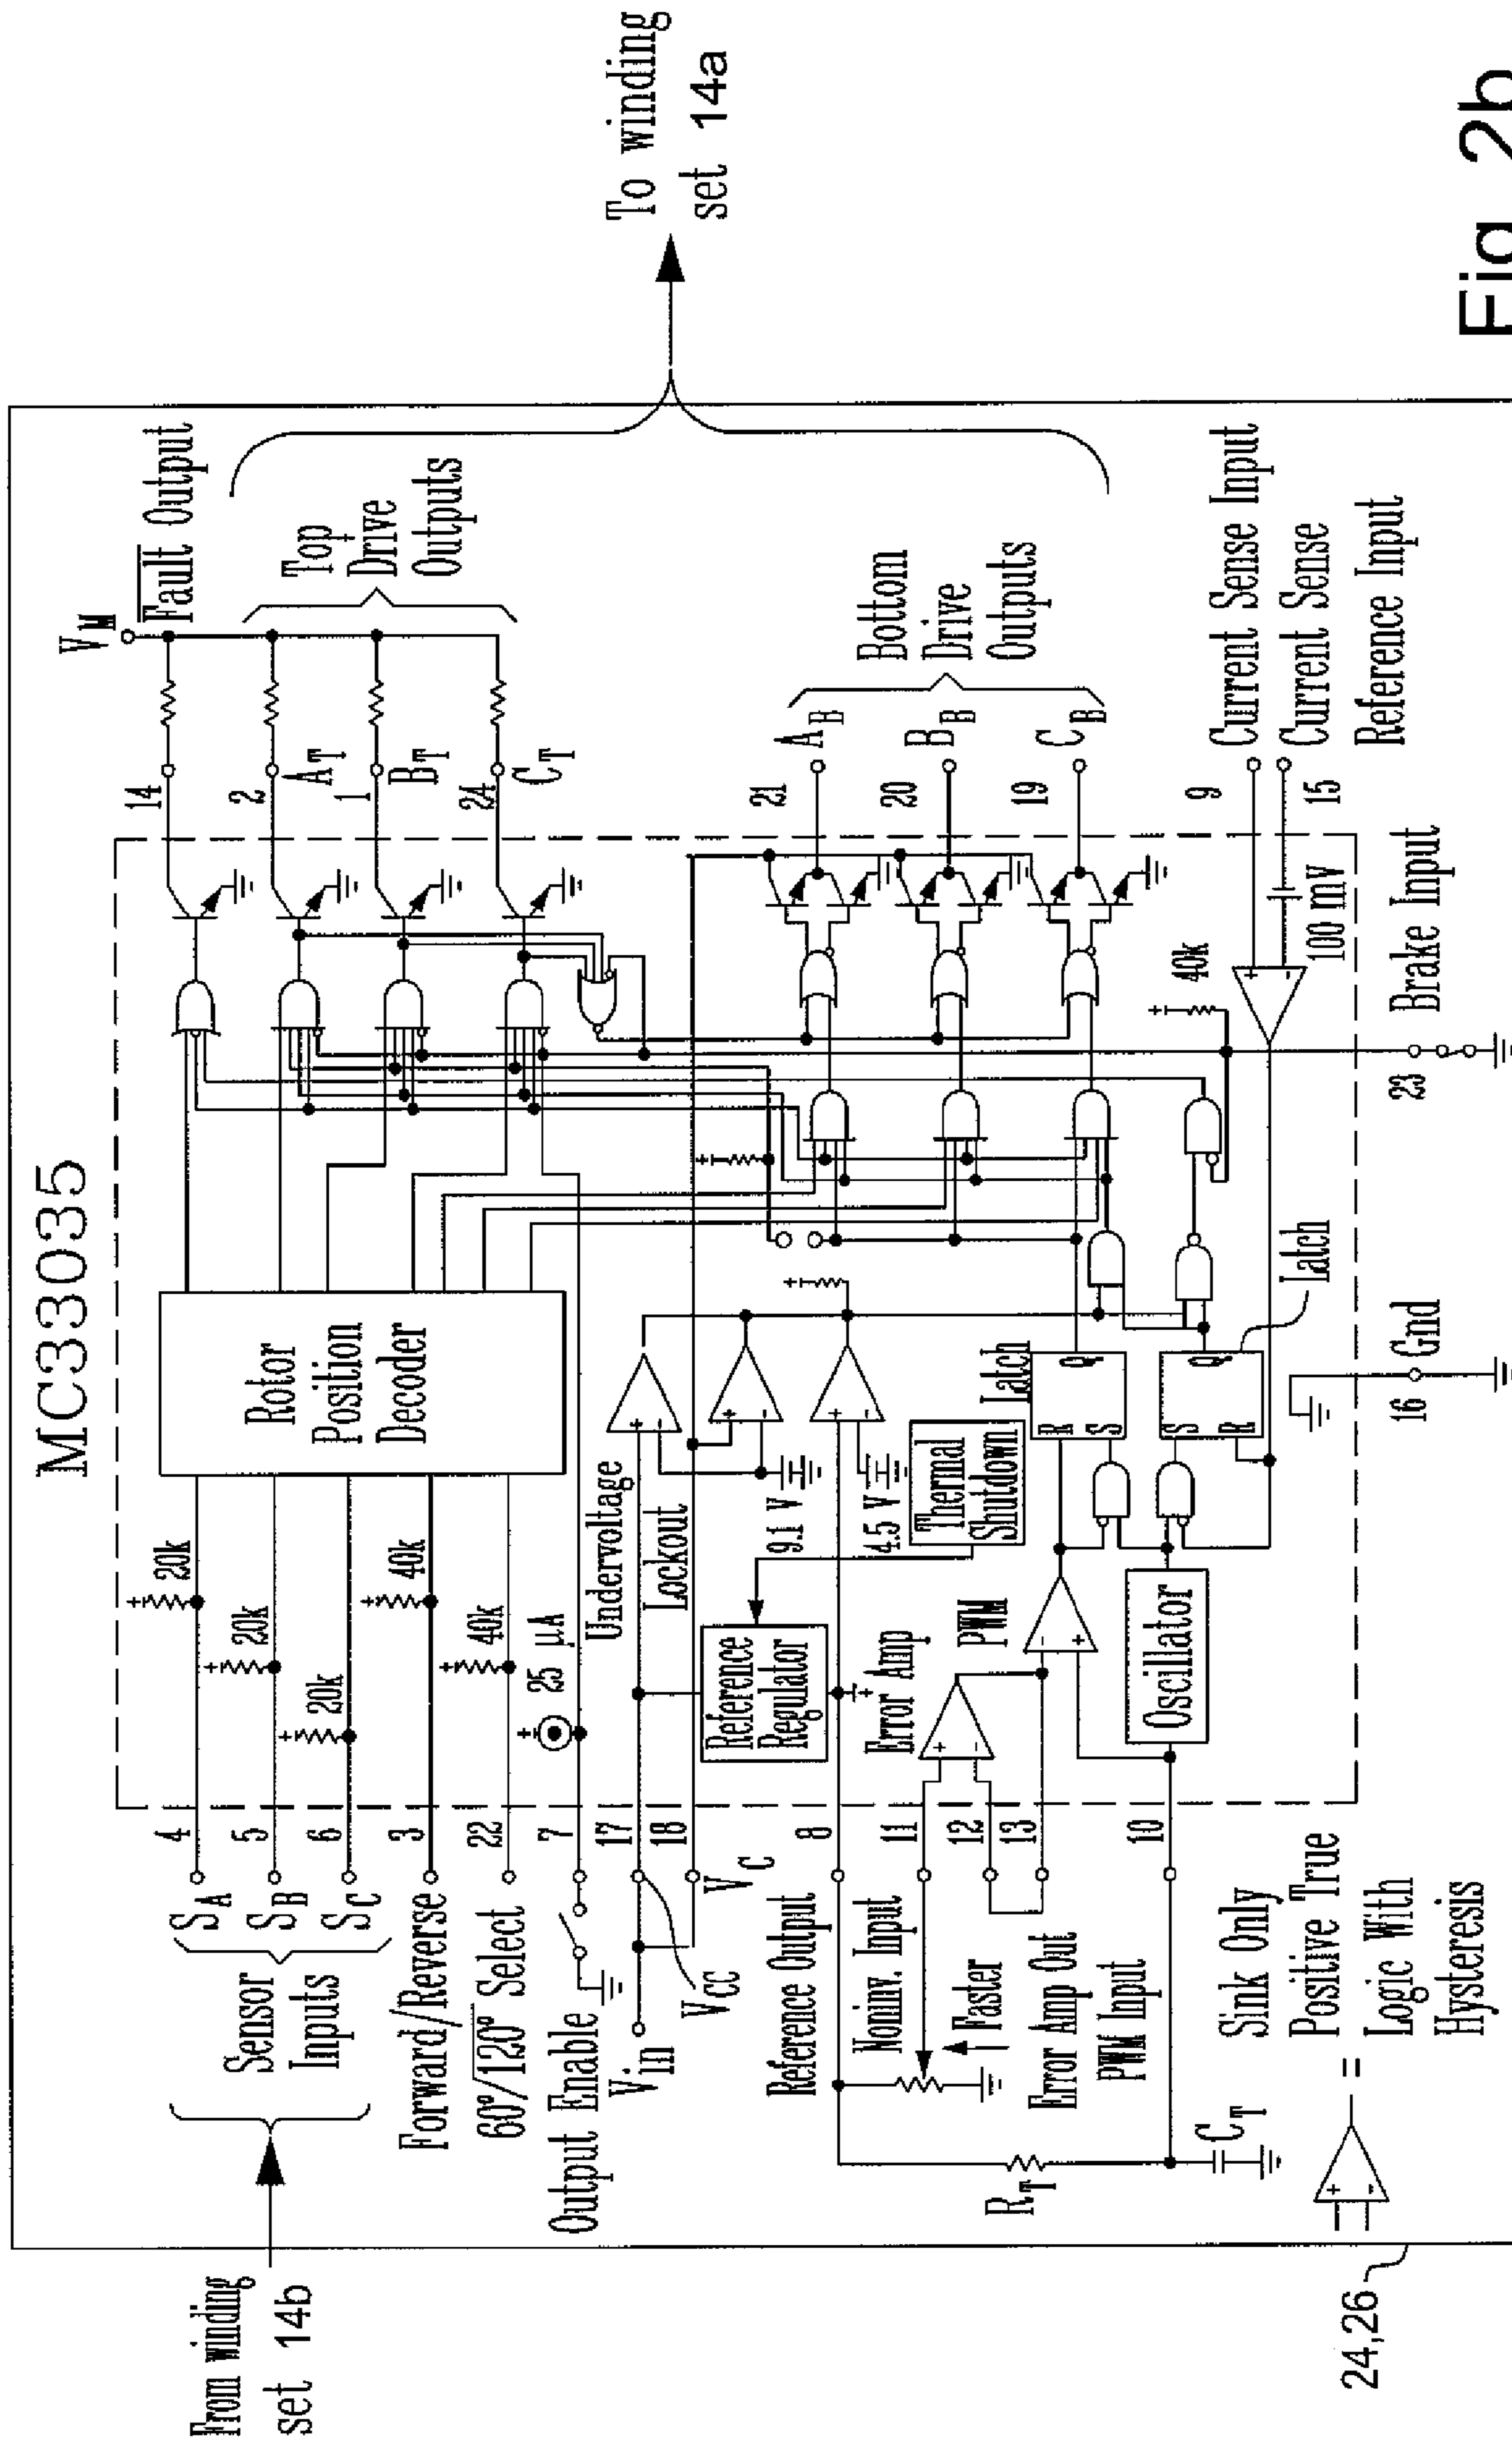 MC33035
From winding
set 14b
Sensor
Inputs
S_A
S_B
S_C
4
5
6
20k
20k
20k
Forward/Reverse
3
40k
60°/120° Select
22
40k
Output Enable
7
25 µA
Rotor
Position
Decoder
V_M
14
Fault Output
2
A_T
1
B_T
24
C_T
Top
Drive
Outputs
To winding
set 14a
Vin
V_CC
17
18
V_C
Undervoltage
Lockout
9.1 V
4.5 V
Reference
Regulator
Thermal
Shutdown
Reference Output
8
Noninv. Input
11
Faster
12
13
Error Amp
Error Amp Out
PWM Input
PWM
10
R_T
C_T
Oscillator
Latch
R
S
Q
S
R
Q
Latch
21
A_B
20
B_B
19
C_B
Bottom
Drive
Outputs
40k
9
Current Sense Input
15
Current Sense
Reference Input
100 mV
16
Gnd
23
Brake Input
Sink Only
Positive True
= Logic With
Hysteresis
24,26
Fig. 2b